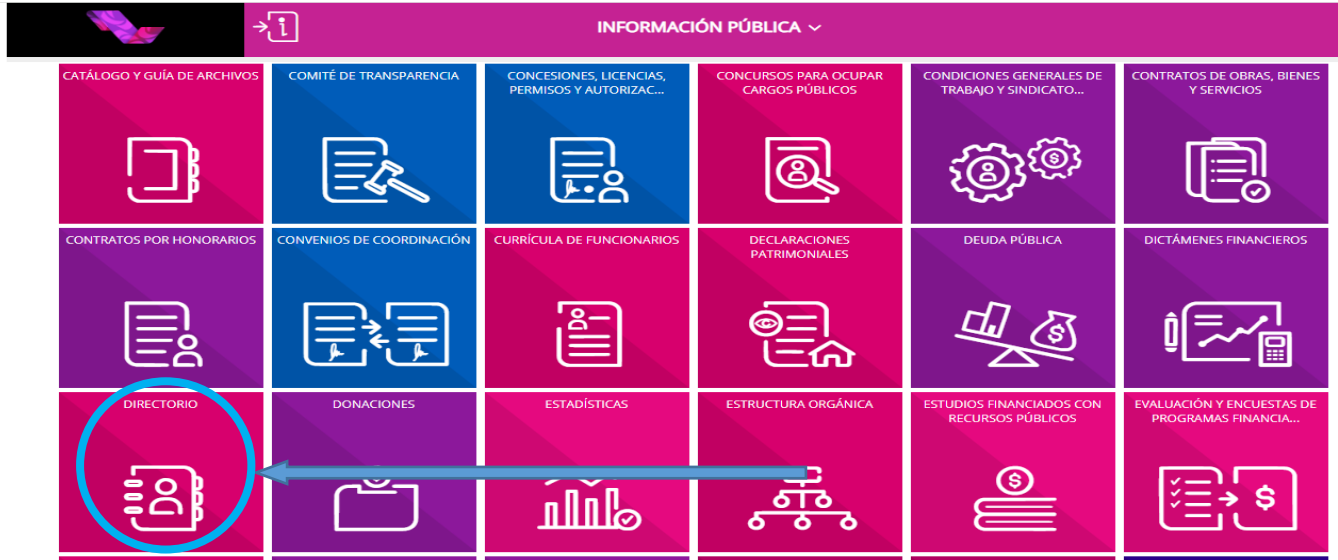 INFORMACIÓN PÚBLICA
CATÁLOGO Y GUÍA DE ARCHIVOS
COMITÉ DE TRANSPARENCIA
CONCESIONES, LICENCIAS,
PERMISOS Y AUTORIZAC...
CONCURSOS PARA OCUPAR
CARGOS PÚBLICOS
CONDICIONES GENERALES DE
TRABAJO Y SINDICATO...
CONTRATOS DE OBRAS, BIENES
Y SERVICIOS
CONTRATOS POR HONORARIOS
CONVENIOS DE COORDINACIÓN
CURRÍCULA DE FUNCIONARIOS
DECLARACIONES
PATRIMONIALES
DEUDA PÚBLICA
DICTÁMENES FINANCIEROS
DIRECTORIO
DONACIONES
ESTADÍSTICAS
ESTRUCTURA ORGÁNICA
ESTUDIOS FINANCIADOS CON
RECURSOS PÚBLICOS
EVALUACIÓN Y ENCUESTAS DE
PROGRAMAS FINANCIA...